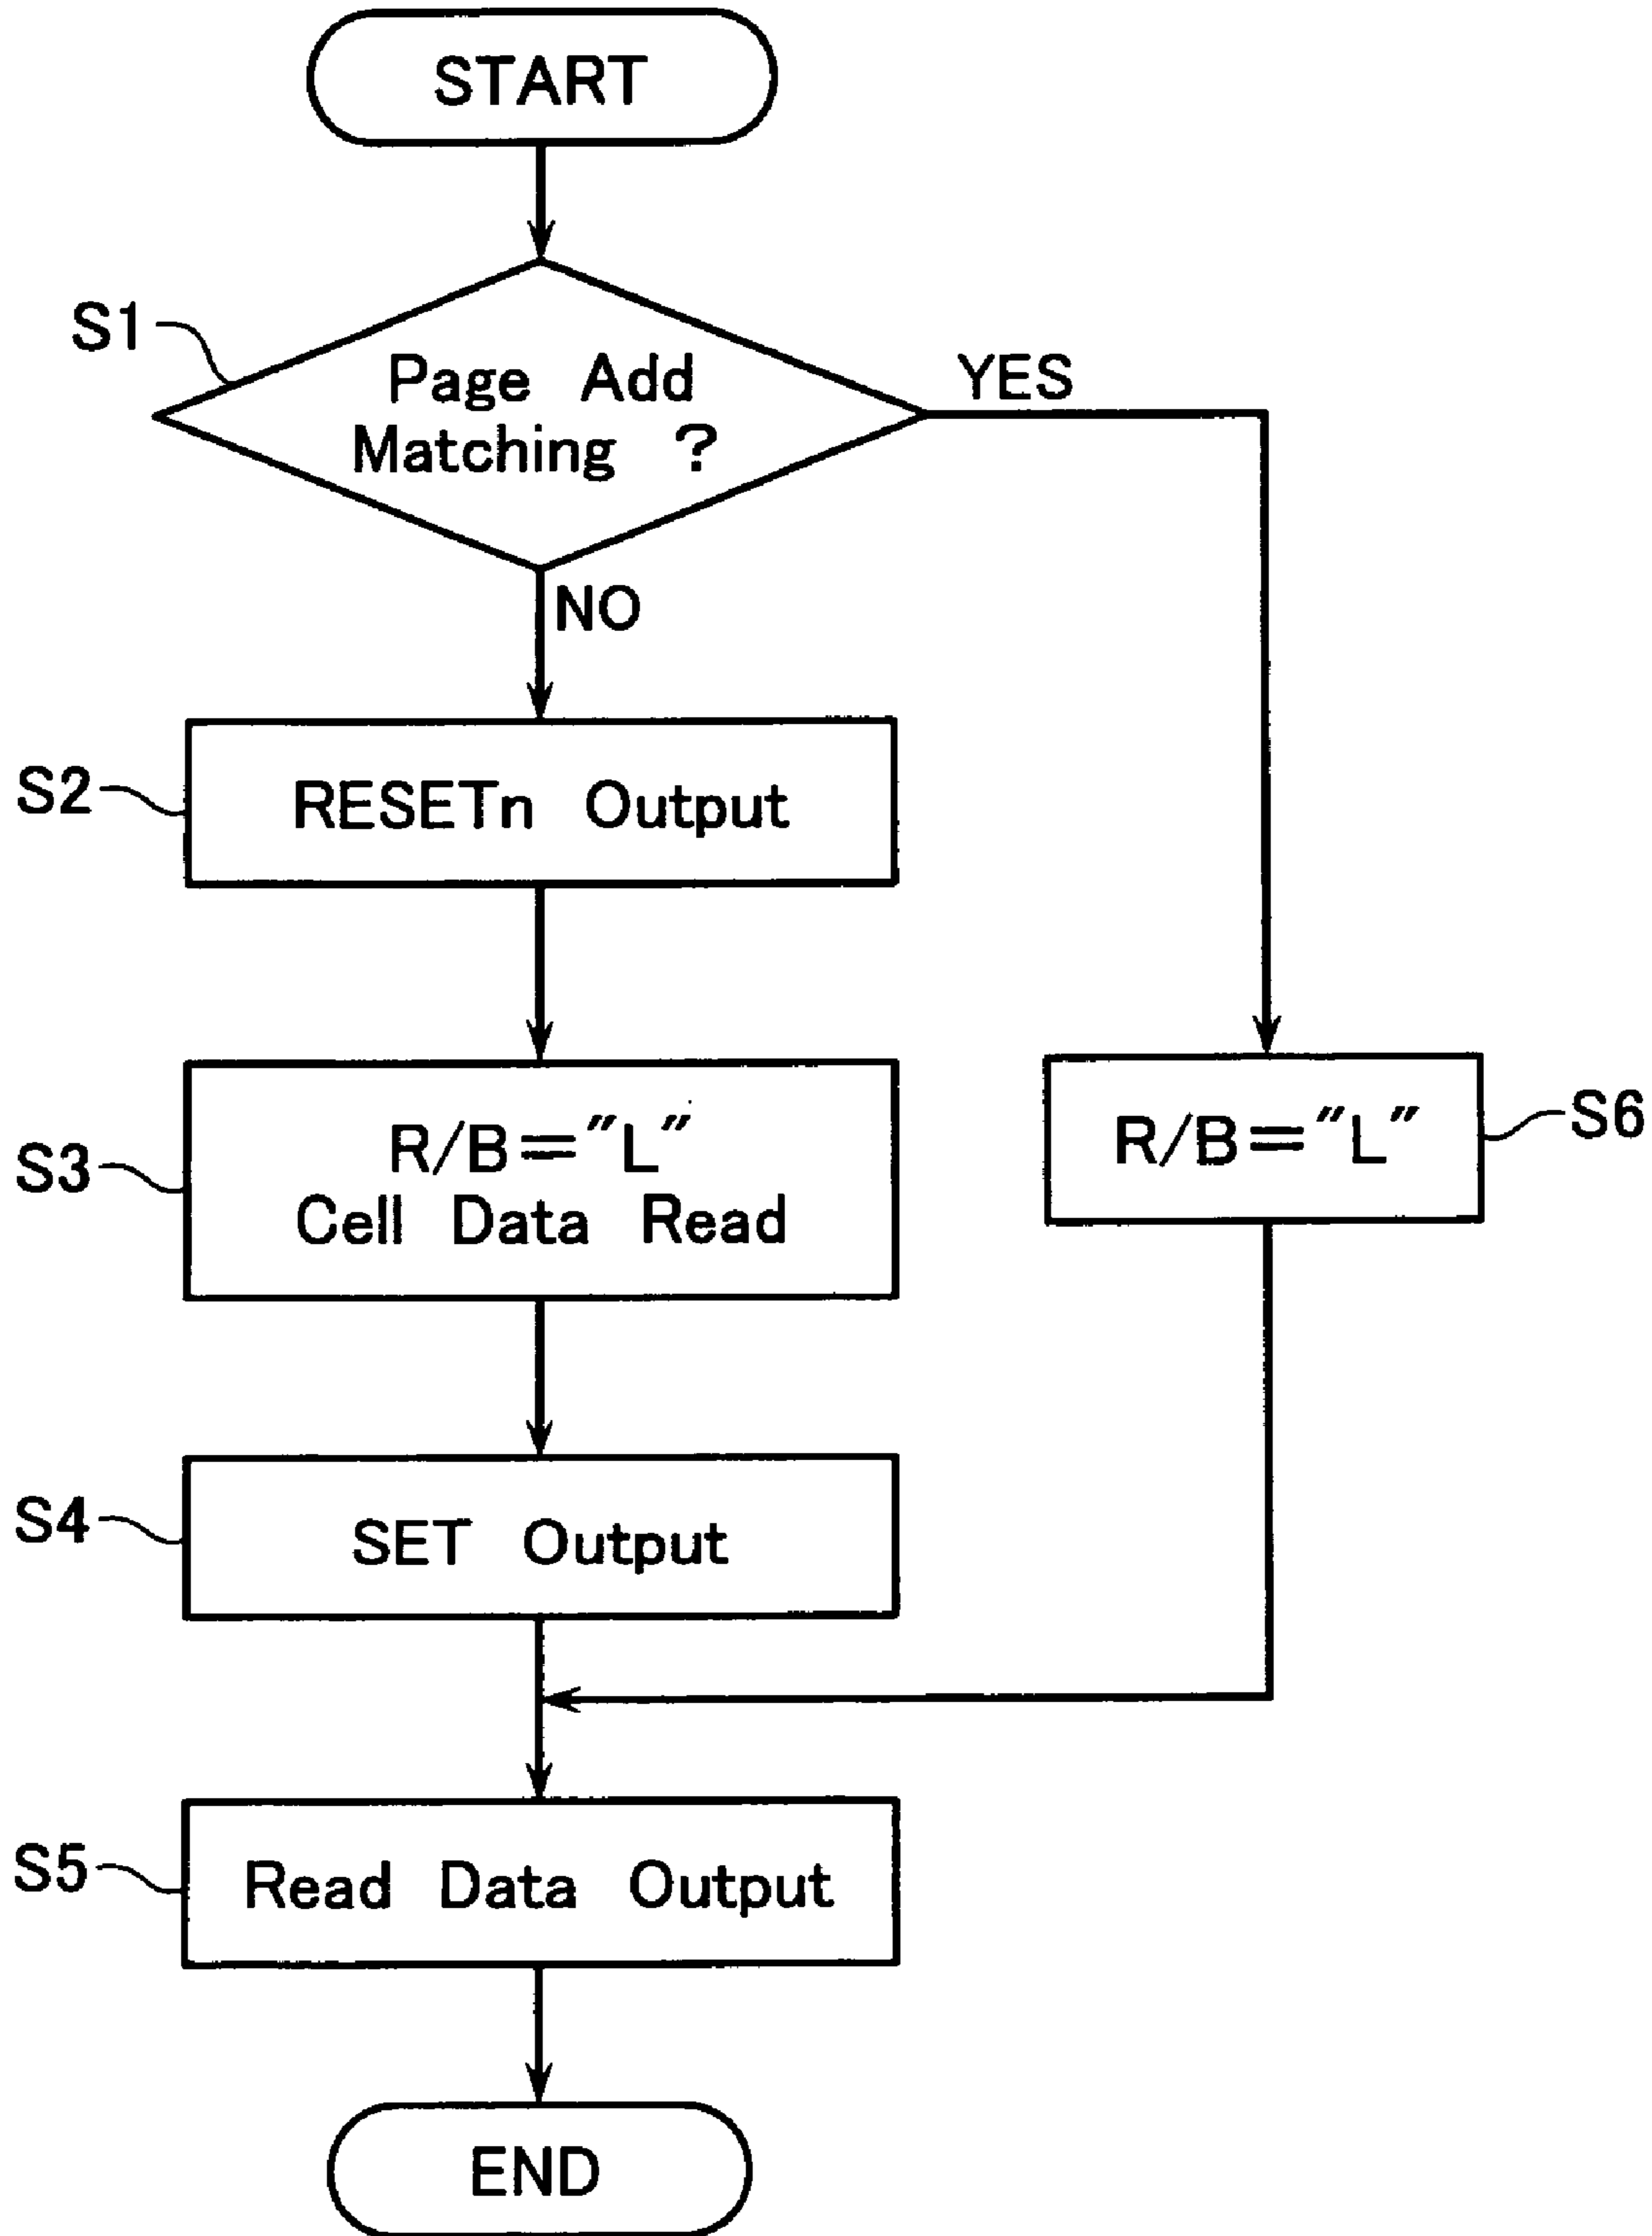 START
S1
Page Add
Matching ?
YES
NO
S2
RESETn Output
S3
R/B="L"
Cell Data Read
S6
R/B="L"
S4
SET Output
S5
Read Data Output
END